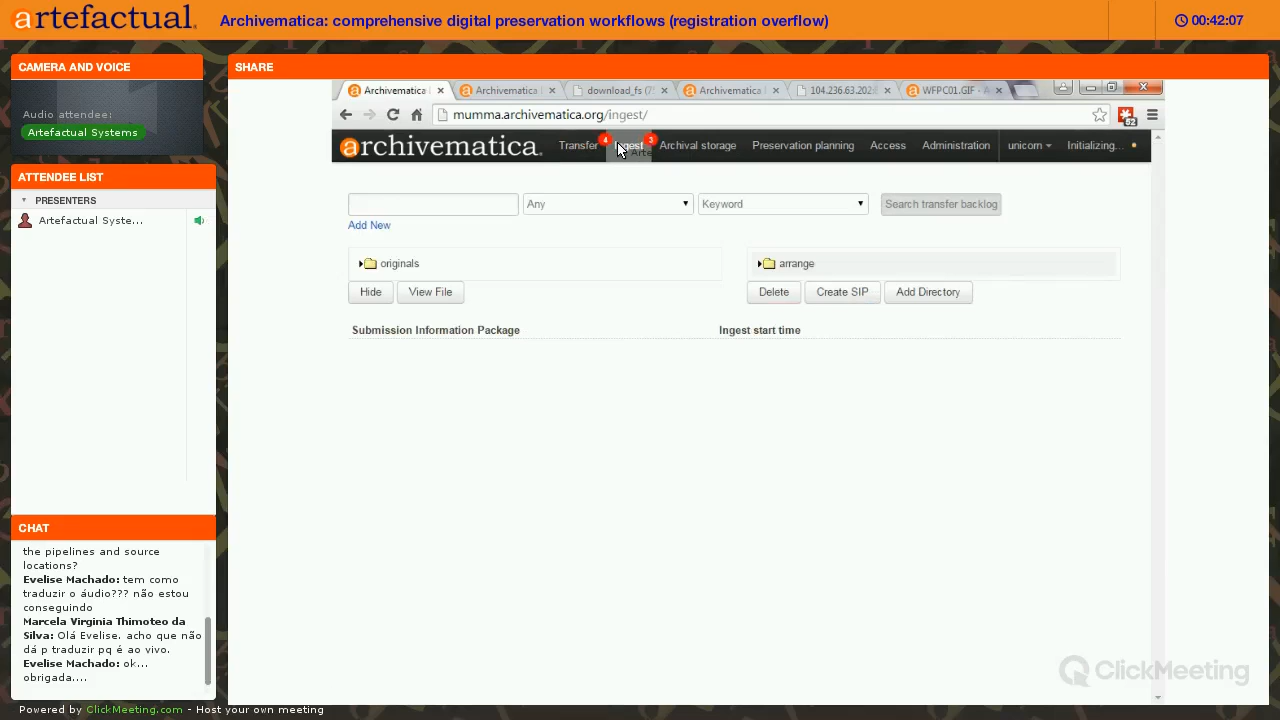 artefactual.
Archivematica: comprehensive digital preservation workflows (registration overflow)
00:42:07
CAMERA AND VOICE
Audio attendee:
Artefactual Systems
ATTENDEE LIST
PRESENTERS
Artefactual Syste...
CHAT
the pipelines and source
locations?
Evelise Machado: tem como
traduzir o áudio??? não estou
conseguindo
Marcela Virginia Thimoteo da
Silva: Olá Evelise. acho que não
dá p traduzir pq é ao vivo.
Evelise Machado: ok...
obrigada....
Powered by ClickMeeting.com - Host your own meeting
SHARE
Archivematica
Archivematica
download_fs (7
Archivematica
104.236.63.202:
WFPC01.GIF - A
mumma.archivematica.org/ingest/
62
archivematica.
Transfer 4
Ingest 3
Archival storage
Preservation planning
Access
Administration
unicorn
Initializing...
Any
Keyword
Search transfer backlog
Add New
originals
arrange
Hide
View File
Delete
Create SIP
Add Directory
Submission Information Package
Ingest start time
ClickMeeting